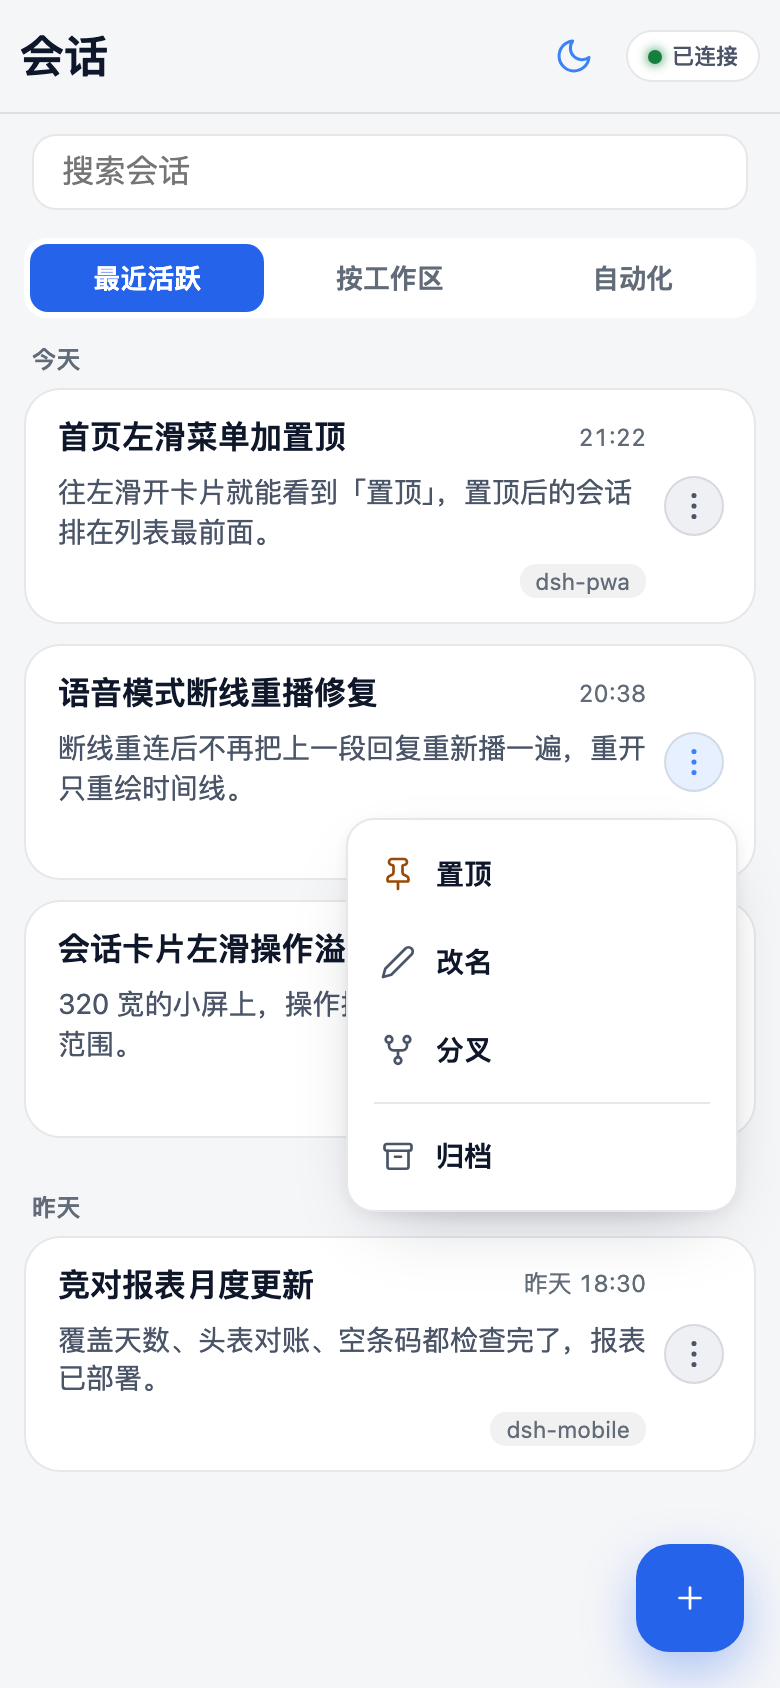 会话
已连接
搜索会话
最近活跃
按工作区
自动化
今天
首页左滑菜单加置顶
21:22
往左滑开卡片就能看到「置顶」，置顶后的会话
排在列表最前面。
dsh-pwa
语音模式断线重播修复
20:38
断线重连后不再把上一段回复重新播一遍，重开
只重绘时间线。
置顶
改名
分叉
归档
会话卡片左滑操作溢
320 宽的小屏上，操作
范围。
昨天
竞对报表月度更新
昨天 18:30
覆盖天数、头表对账、空条码都检查完了，报表
已部署。
dsh-mobile